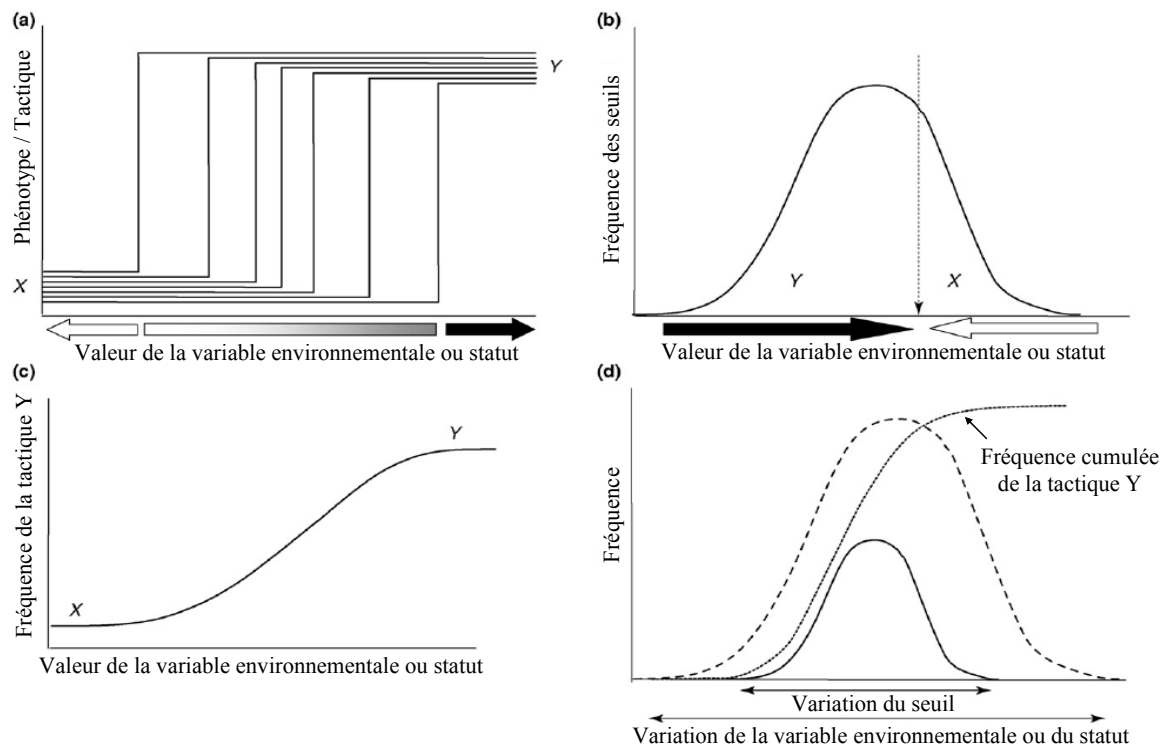 (a)
Phénotype / Tactique
Y
X
Valeur de la variable environnementale ou statut
(b)
Fréquence des seuils
Y
X
Valeur de la variable environnementale ou statut
(c)
Fréquence de la tactique Y
Y
X
Valeur de la variable environnementale ou statut
(d)
Fréquence
Fréquence cumulée
de la tactique Y
Variation du seuil
Variation de la variable environnementale ou du statut